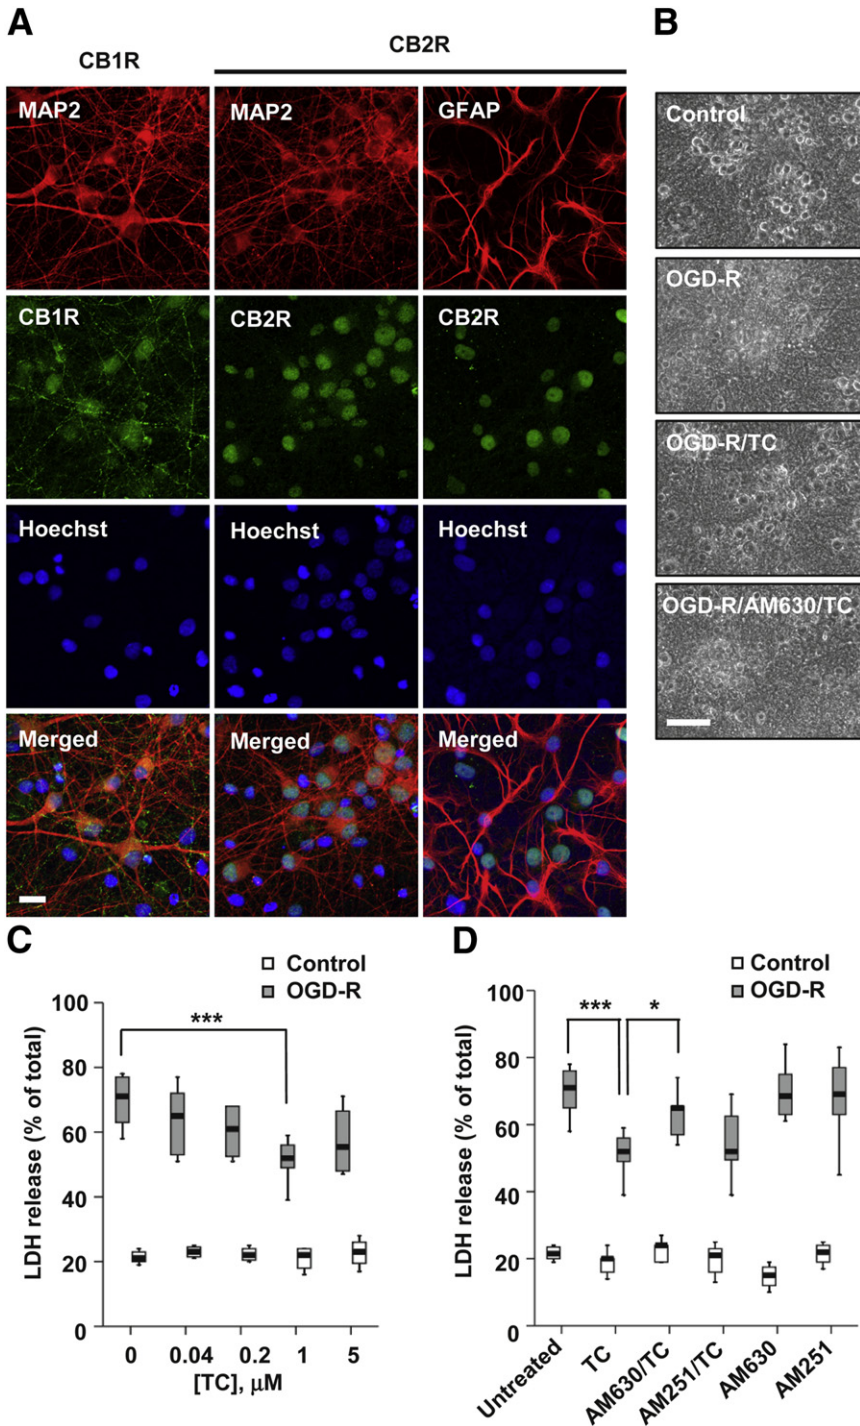 A
B
CB1R
CB2R
MAP2
MAP2
GFAP
CB1R
CB2R
CB2R
Hoechst
Hoechst
Hoechst
Merged
Merged
Merged
Control
OGD-R
OGD-R/TC
OGD-R/AM630/TC
C
Control
OGD-R
LDH release (% of total)
100
80
60
40
20
0
***
0 0.04 0.2 1 5
[TC], μM
D
Control
OGD-R
LDH release (% of total)
100
80
60
40
20
0
*** *
Untreated
TC
AM630/TC
AM251/TC
AM630
AM251